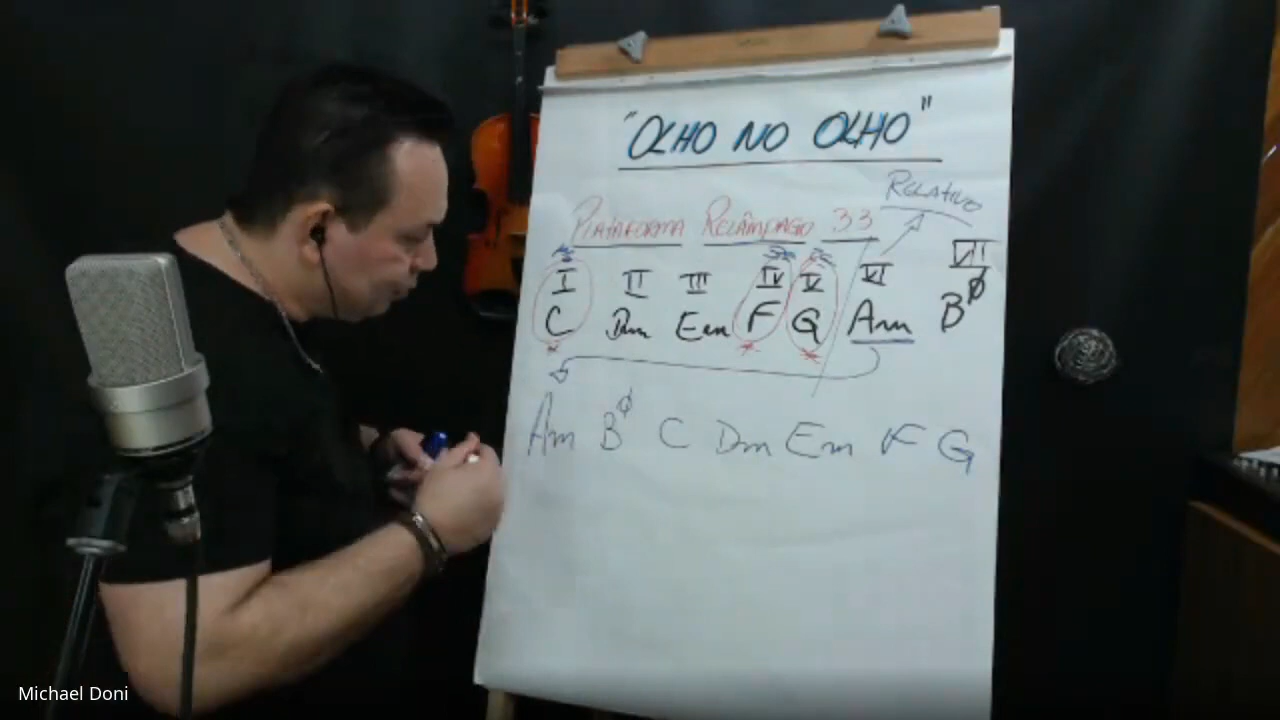 "OLHO NO OLHO"
RELATIVO
PLATAFORMA RELÂMPAGO 33
I II III IV V VI VII
C Dm Em F G Am Bø
Am Bø C Dm Em F G
Michael Doni